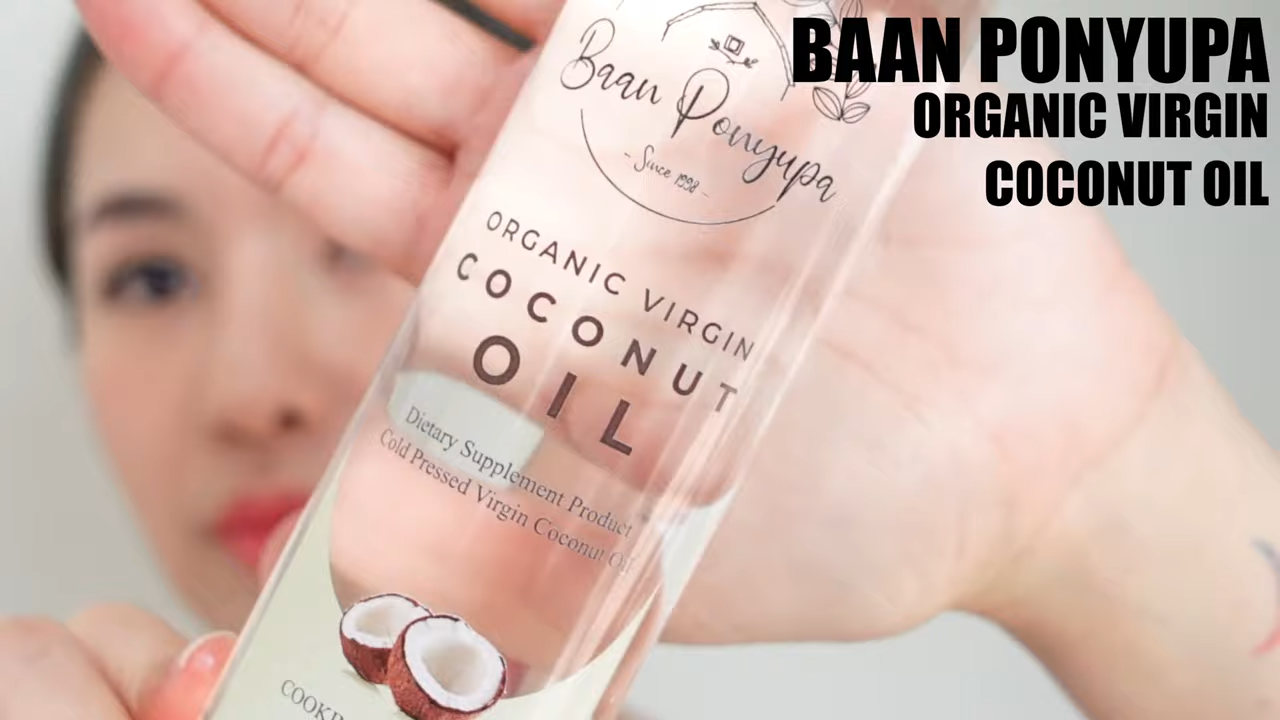 BAAN PONYUPA
ORGANIC VIRGIN
COCONUT OIL
Baan Ponyupa
- Since 1998 -
ORGANIC VIRGIN
COCONUT
OIL
Dietary Supplement Product
Cold Pressed Virgin Coconut Oil